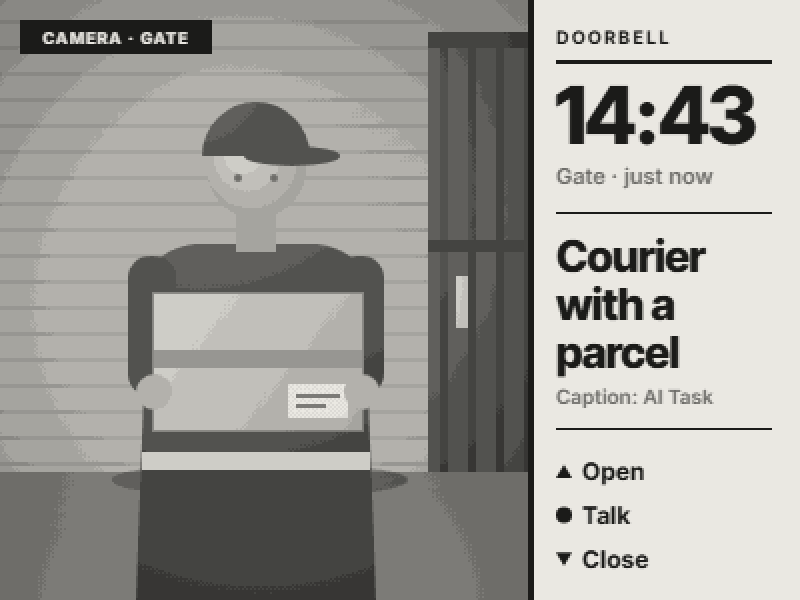 CAMERA · GATE
DOORBELL
14:43
Gate · just now
Courier
with a
parcel
Caption: AI Task
▲ Open
● Talk
▼ Close